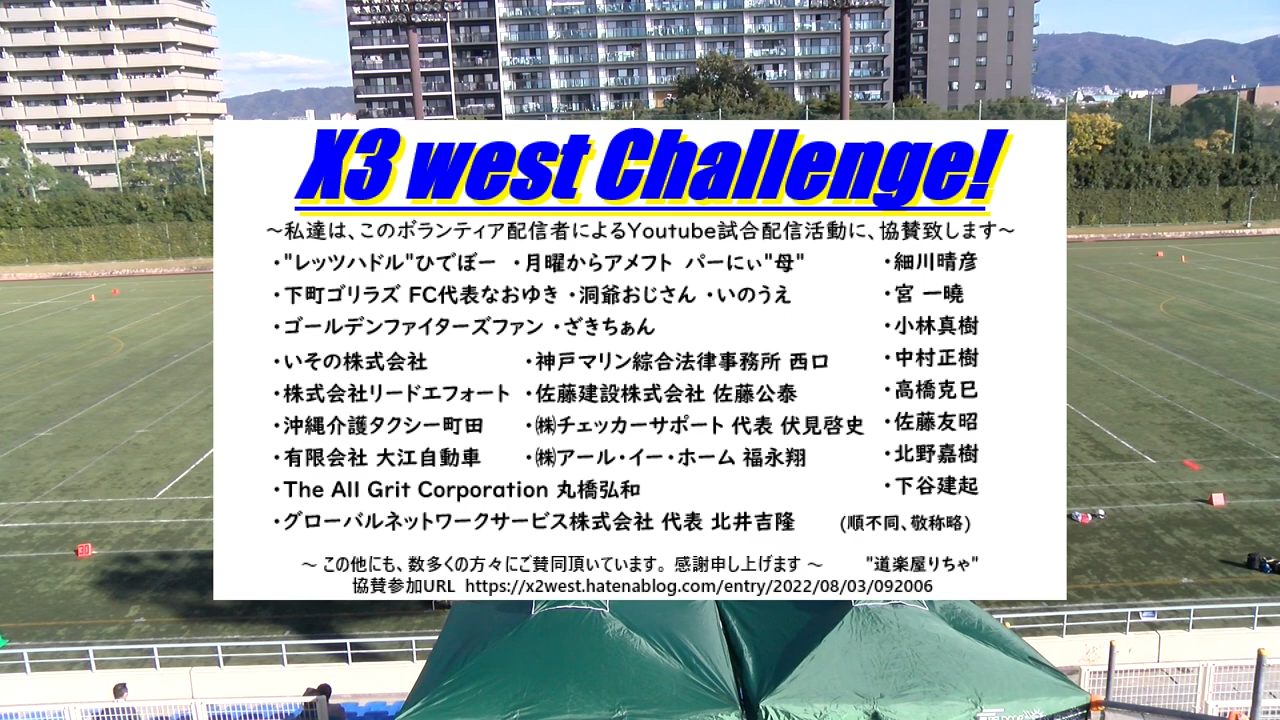 X3 west Challenge!
～私達は、このボランティア配信者によるYoutube試合配信活動に、協賛致します～
・"レッツハドル"ひでぼー ・月曜からアメフト パーにぃ"母" ・細川晴彦
・下町ゴリラズ FC代表なおゆき ・洞爺おじさん ・いのうえ ・宮 一曉
・ゴールデンファイターズファン ・ざきちぁん ・小林真樹
・いその株式会社 ・神戸マリン綜合法律事務所 西口 ・中村正樹
・株式会社リードエフォート ・佐藤建設株式会社 佐藤公泰 ・高橋克巳
・沖縄介護タクシー町田 ・㈱チェッカーサポート 代表 伏見啓史 ・佐藤友昭
・有限会社 大江自動車 ・㈱アール・イー・ホーム 福永翔 ・北野嘉樹
・The All Grit Corporation 丸橋弘和 ・下谷建起
・グローバルネットワークサービス株式会社 代表 北井吉隆 (順不同、敬称略)
～ この他にも、数多くの方々にご賛同頂いています。感謝申し上げます ～ "道楽屋りちゃ"
協賛参加URL https://x2west.hatenablog.com/entry/2022/08/03/092006
30